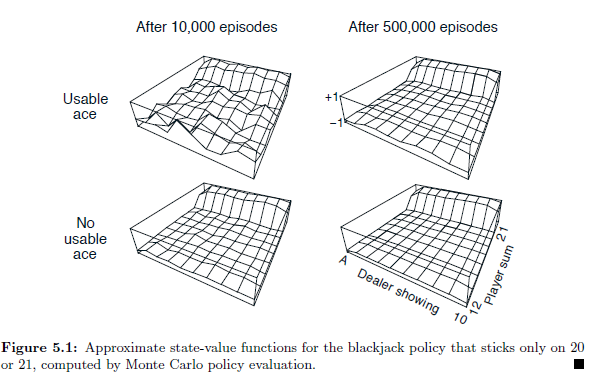 After 10,000 episodes
After 500,000 episodes
Usable
ace
+1
−1
No
usable
ace
A
Dealer showing
10
12
Player sum
21
Figure 5.1: Approximate state-value functions for the blackjack policy that sticks only on 20
or 21, computed by Monte Carlo policy evaluation.